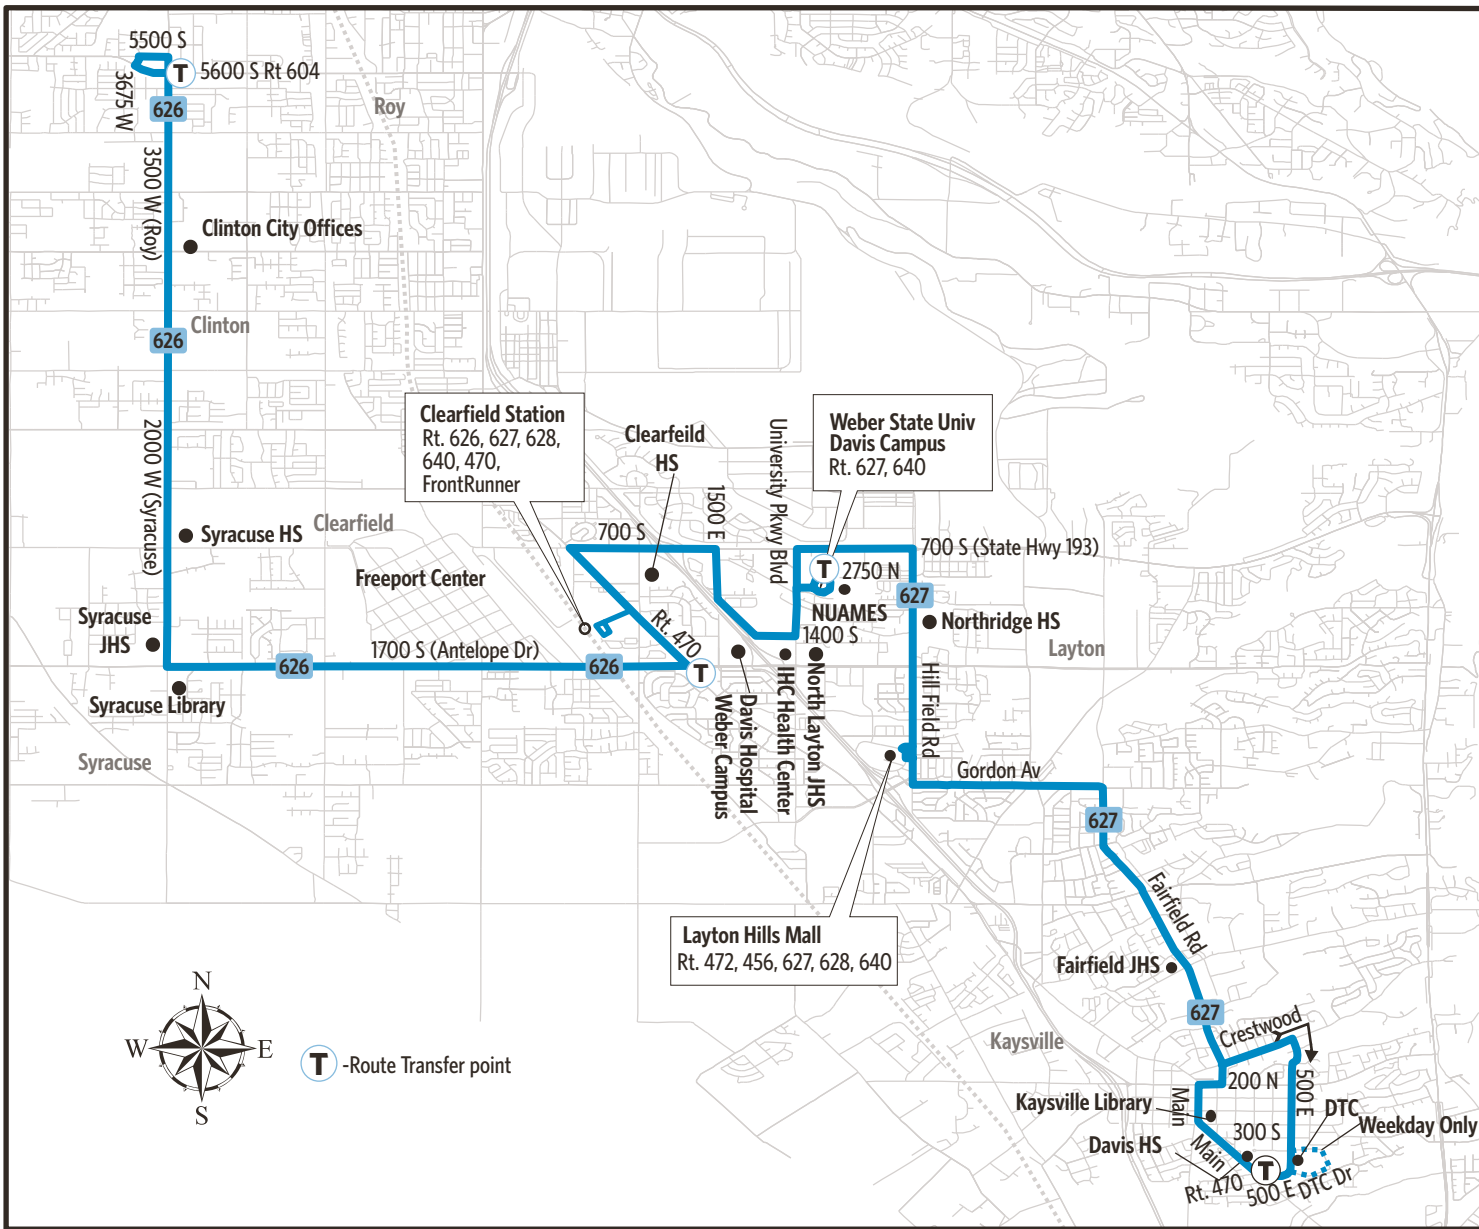 5500 S
5600 S Rt 604
3675 W
626
Roy
3500 W (Roy)
Clinton City Offices
Clinton
626
Clearfield Station
Rt. 626, 627, 628,
640, 470,
FrontRunner
Clearfeild
HS
University Pkwy Blvd
Weber State Univ
Davis Campus
Rt. 627, 640
2000 W (Syracuse)
1500 E
Syracuse HS
Clearfield
700 S
700 S (State Hwy 193)
T
2750 N
Freeport Center
627
NUAMES
Northridge HS
Syracuse
JHS
Rt. 470
1400 S
Layton
1700 S (Antelope Dr)
626
626
T
Syracuse Library
Davis Hospital
Weber Campus
IHC Health Center
North Layton JHS
Hill Field Rd
Syracuse
Gordon Av
627
Fairfield Rd
Layton Hills Mall
Rt. 472, 456, 627, 628, 640
Fairfield JHS
N
W
E
S
T
-Route Transfer point
627
Crestwood
Kaysville
200 N
500 E
Main
Kaysville Library
DTC
Weekday Only
300 S
Davis HS
Main
T
Rt. 470
500 E
DTC Dr
T